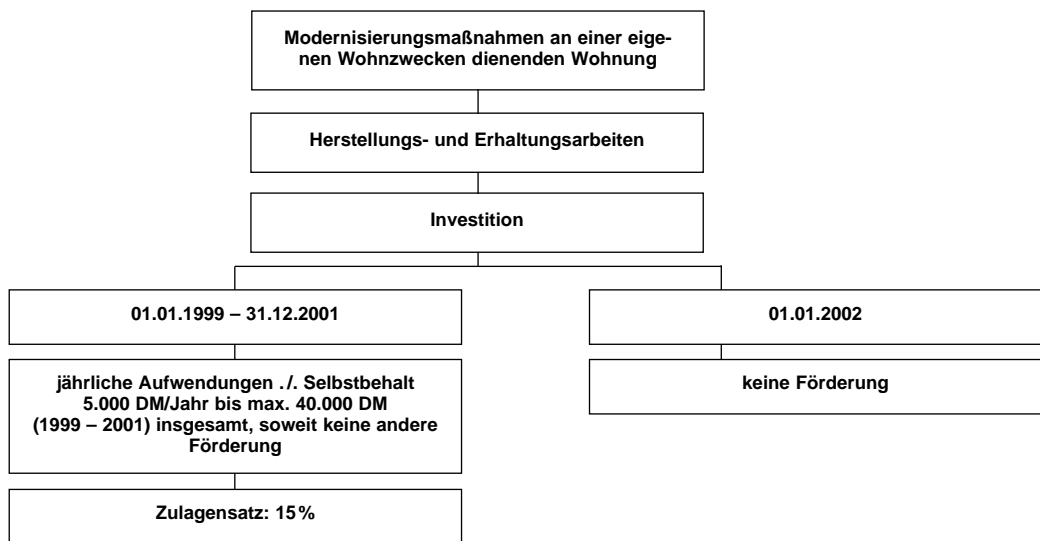 Modernisierungsmaßnahmen an einer eige-
nen Wohnzwecken dienenden Wohnung
Herstellungs- und Erhaltungsarbeiten
Investition
01.01.1999 – 31.12.2001
01.01.2002
jährliche Aufwendungen ./. Selbstbehalt
5.000 DM/Jahr bis max. 40.000 DM
(1999 – 2001) insgesamt, soweit keine andere
Förderung
keine Förderung
Zulagensatz: 15%